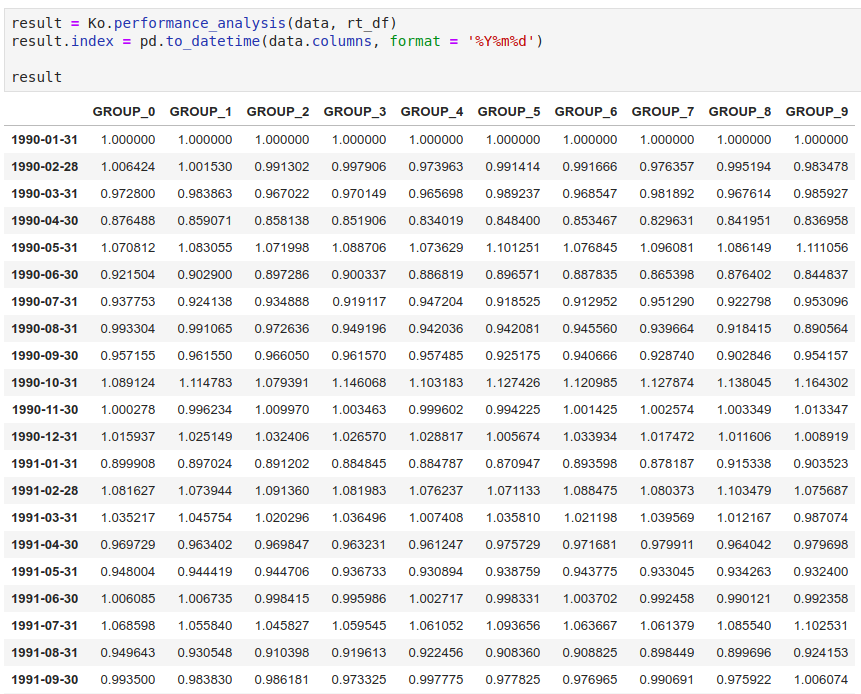 result = Ko.performance_analysis(data, rt_df)
result.index = pd.to_datetime(data.columns, format = '%Y%m%d')
result
GROUP_0 GROUP_1 GROUP_2 GROUP_3 GROUP_4 GROUP_5 GROUP_6 GROUP_7 GROUP_8 GROUP_9
1990-01-31 1.000000 1.000000 1.000000 1.000000 1.000000 1.000000 1.000000 1.000000 1.000000 1.000000
1990-02-28 1.006424 1.001530 0.991302 0.997906 0.973963 0.991414 0.991666 0.976357 0.995194 0.983478
1990-03-31 0.972800 0.983863 0.967022 0.970149 0.965698 0.989237 0.968547 0.981892 0.967614 0.985927
1990-04-30 0.876488 0.859071 0.858138 0.851906 0.834019 0.848400 0.853467 0.829631 0.841951 0.836958
1990-05-31 1.070812 1.083055 1.071998 1.088706 1.073629 1.101251 1.076845 1.096081 1.086149 1.111056
1990-06-30 0.921504 0.902900 0.897286 0.900337 0.886819 0.896571 0.887835 0.865398 0.876402 0.844837
1990-07-31 0.937753 0.924138 0.934888 0.919117 0.947204 0.918525 0.912952 0.951290 0.922798 0.953096
1990-08-31 0.993304 0.991065 0.972636 0.949196 0.942036 0.942081 0.945560 0.939664 0.918415 0.890564
1990-09-30 0.957155 0.961550 0.966050 0.961570 0.957485 0.925175 0.940666 0.928740 0.902846 0.954157
1990-10-31 1.089124 1.114783 1.079391 1.146068 1.103183 1.127426 1.120985 1.127874 1.138045 1.164302
1990-11-30 1.000278 0.996234 1.009970 1.003463 0.999602 0.994225 1.001425 1.002574 1.003349 1.013347
1990-12-31 1.015937 1.025149 1.032406 1.026570 1.028817 1.005674 1.033934 1.017472 1.011606 1.008919
1991-01-31 0.899908 0.897024 0.891202 0.884845 0.884787 0.870947 0.893598 0.878187 0.915338 0.903523
1991-02-28 1.081627 1.073944 1.091360 1.081983 1.076237 1.071133 1.088475 1.080373 1.103479 1.075687
1991-03-31 1.035217 1.045754 1.020296 1.036496 1.007408 1.035810 1.021198 1.039569 1.012167 0.987074
1991-04-30 0.969729 0.963402 0.969847 0.963231 0.961247 0.975729 0.971681 0.979911 0.964042 0.979698
1991-05-31 0.948004 0.944419 0.944706 0.936733 0.930894 0.938759 0.943775 0.933045 0.934263 0.932400
1991-06-30 1.006085 1.006735 0.998415 0.995986 1.002717 0.998331 1.003702 0.992458 0.990121 0.992358
1991-07-31 1.068598 1.055840 1.045827 1.059545 1.061052 1.093656 1.063667 1.061379 1.085540 1.102531
1991-08-31 0.949643 0.930548 0.910398 0.919613 0.922456 0.908360 0.908825 0.898449 0.899696 0.924153
1991-09-30 0.993500 0.983830 0.986181 0.973325 0.997775 0.977825 0.976965 0.990691 0.975922 1.006074